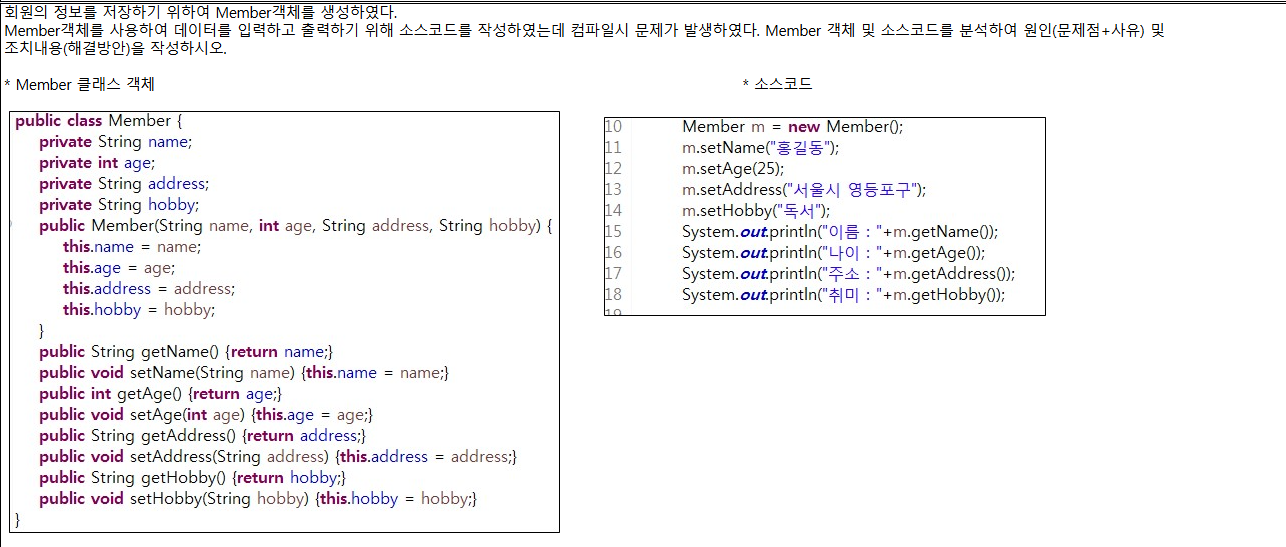 회원의 정보를 저장하기 위하여 Member객체를 생성하였다.
Member객체를 사용하여 데이터를 입력하고 출력하기 위해 소스코드를 작성하였는데 컴파일시 문제가 발생하였다. Member 객체 및 소스코드를 분석하여 원인(문제점+사유) 및
조치내용(해결방안)을 작성하시오.
* Member 클래스 객체
public class Member {
private String name;
private int age;
private String address;
private String hobby;
public Member(String name, int age, String address, String hobby) {
this.name = name;
this.age = age;
this.address = address;
this.hobby = hobby;
}
public String getName() {return name;}
public void setName(String name) {this.name = name;}
public int getAge() {return age;}
public void setAge(int age) {this.age = age;}
public String getAddress() {return address;}
public void setAddress(String address) {this.address = address;}
public String getHobby() {return hobby;}
public void setHobby(String hobby) {this.hobby = hobby;}
}
* 소스코드
10 Member m = new Member();
11 m.setName("홍길동");
12 m.setAge(25);
13 m.setAddress("서울시 영등포구");
14 m.setHobby("독서");
15 System.out.println("이름 : "+m.getName());
16 System.out.println("나이 : "+m.getAge());
17 System.out.println("주소 : "+m.getAddress());
18 System.out.println("취미 : "+m.getHobby());